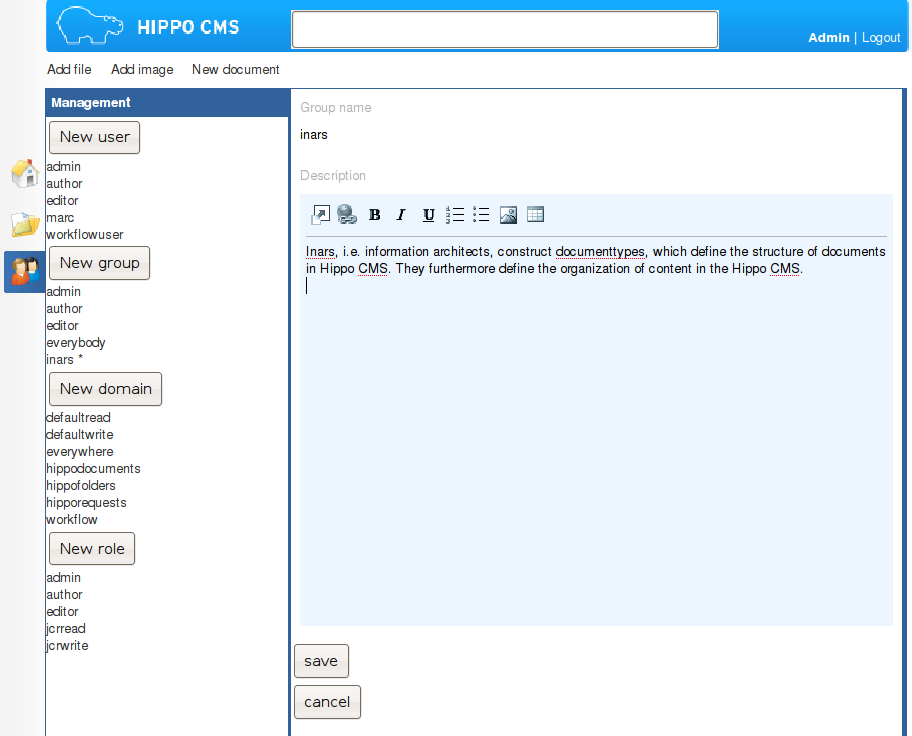 HIPPO CMS
Admin | Logout
Add file Add image New document
Management
New user
admin
author
editor
marc
workflowuser
New group
admin
author
editor
everybody
inars *
New domain
defaultread
defaultwrite
everywhere
hippodocuments
hippofolders
hipporequests
workflow
New role
admin
author
editor
jcrread
jcrwrite
Group name
inars
Description
B I U
Inars, i.e. information architects, construct documenttypes, which define the structure of documents
in Hippo CMS. They furthermore define the organization of content in the Hippo CMS.
save
cancel